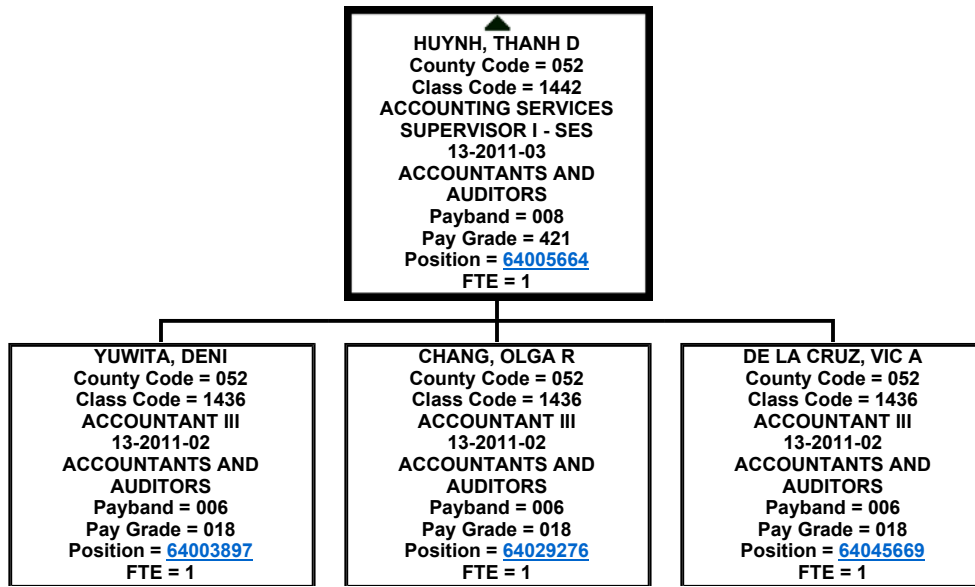 HUYNH, THANH D
County Code = 052
Class Code = 1442
ACCOUNTING SERVICES
SUPERVISOR I - SES
13-2011-03
ACCOUNTANTS AND
AUDITORS
Payband = 008
Pay Grade = 421
Position = 64005664
FTE = 1
YUWITA, DENI
County Code = 052
Class Code = 1436
ACCOUNTANT III
13-2011-02
ACCOUNTANTS AND
AUDITORS
Payband = 006
Pay Grade = 018
Position = 64003897
FTE = 1
CHANG, OLGA R
County Code = 052
Class Code = 1436
ACCOUNTANT III
13-2011-02
ACCOUNTANTS AND
AUDITORS
Payband = 006
Pay Grade = 018
Position = 64029276
FTE = 1
DE LA CRUZ, VIC A
County Code = 052
Class Code = 1436
ACCOUNTANT III
13-2011-02
ACCOUNTANTS AND
AUDITORS
Payband = 006
Pay Grade = 018
Position = 64045669
FTE = 1